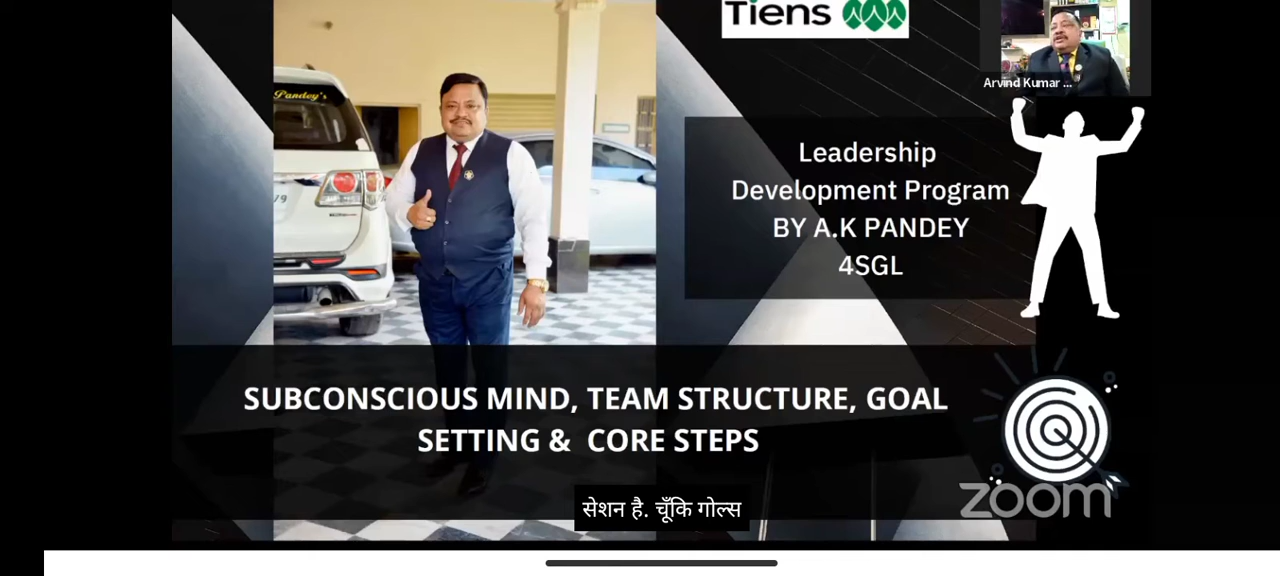 Tiens
Pandey's
Arvind Kumar ...
Leadership
Development Program
BY A.K PANDEY
4SGL
SUBCONSCIOUS MIND, TEAM STRUCTURE, GOAL
SETTING & CORE STEPS
zoom
सेशन है. चूँकि गोल्स